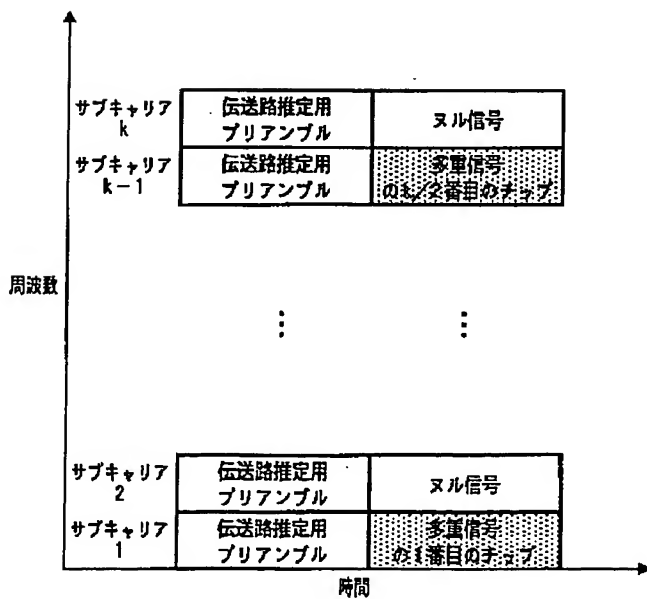 サブキャリア
k
伝送路推定用
プリアンブル
ヌル信号
サブキャリア
k-1
伝送路推定用
プリアンブル
多重信号
のk/2番目のチップ
周波数
サブキャリア
2
伝送路推定用
プリアンブル
ヌル信号
サブキャリア
1
伝送路推定用
プリアンブル
多重信号
の1番目のチップ
時間